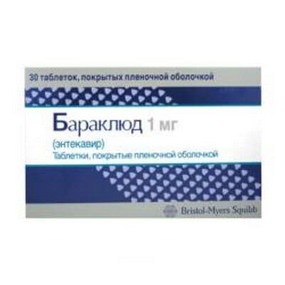 30 таблеток, покрытых пленочной оболочкой
Бараклюд 1 мг
(энтекавир)
Таблетки, покрытые пленочной оболочкой
Bristol-Myers Squibb